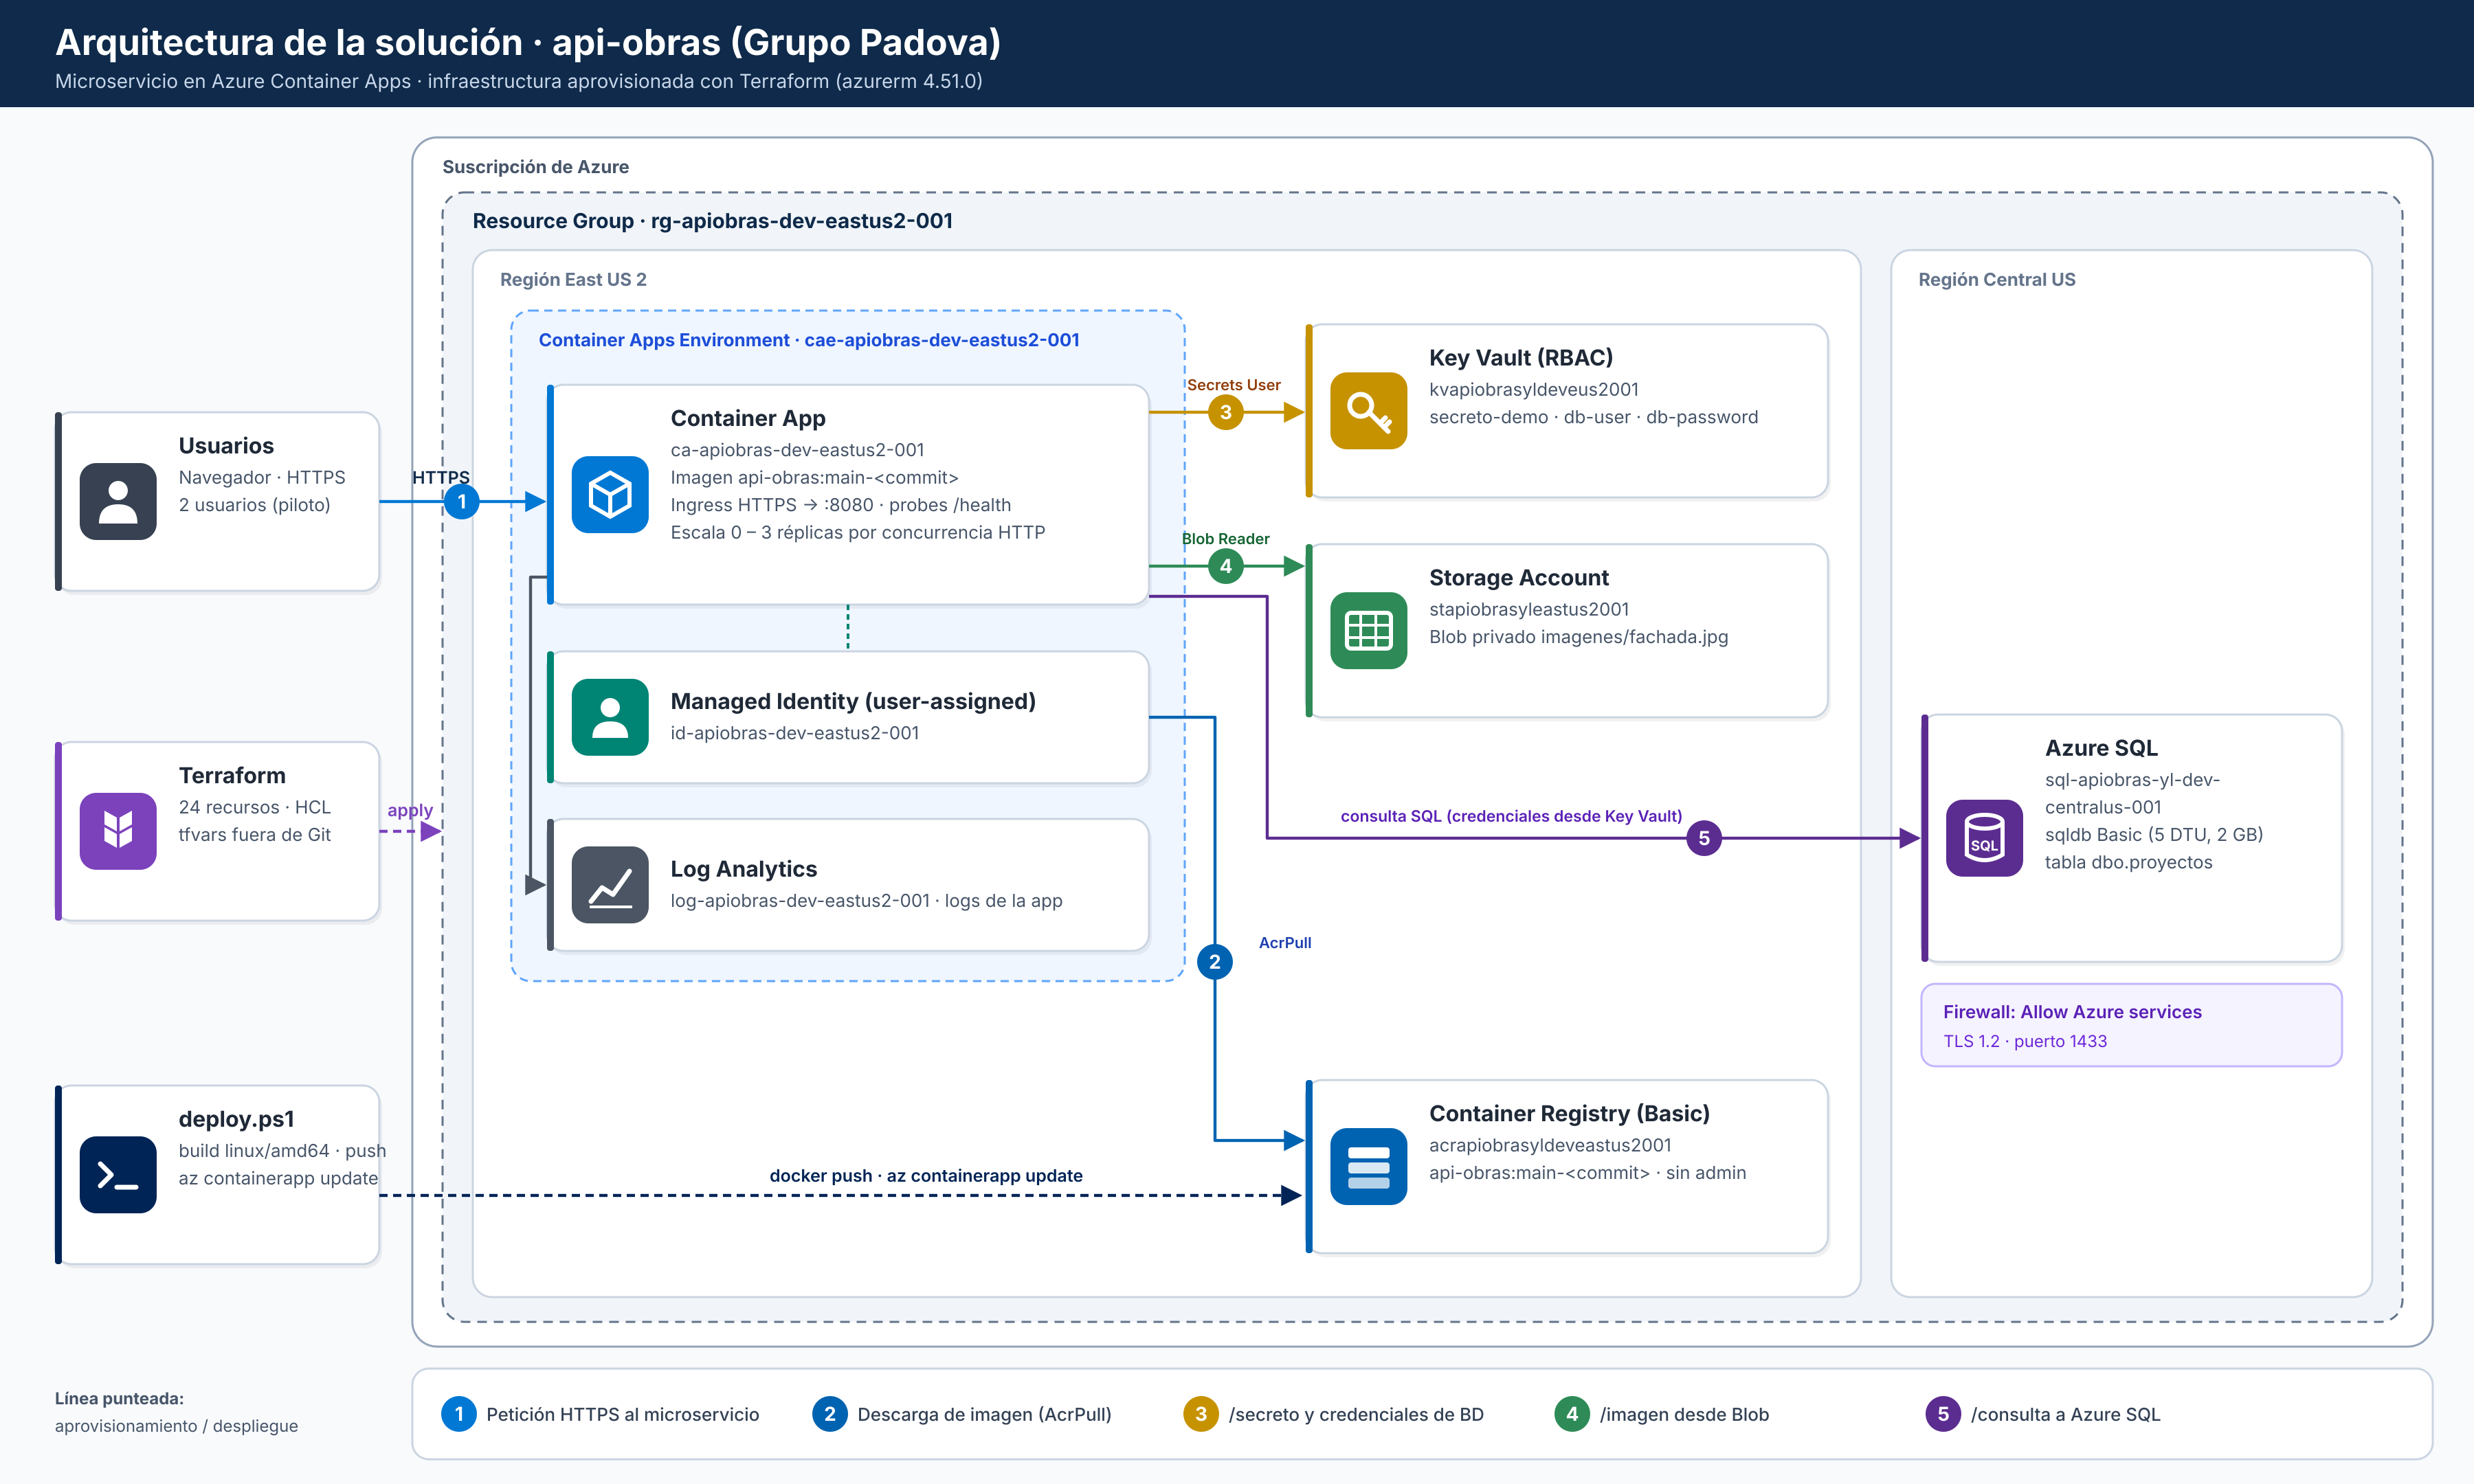 Arquitectura de la solución · api-obras (Grupo Padova)
Microservicio en Azure Container Apps · infraestructura aprovisionada con Terraform (azurerm 4.51.0)
Suscripción de Azure
Resource Group · rg-apiobras-dev-eastus2-001
Región East US 2
Región Central US
Container Apps Environment · cae-apiobras-dev-eastus2-001
Usuarios
Navegador · HTTPS
2 usuarios (piloto)
HTTPS
1
Container App
ca-apiobras-dev-eastus2-001
Imagen api-obras:main-<commit>
Ingress HTTPS → :8080 · probes /health
Escala 0 – 3 réplicas por concurrencia HTTP
Secrets User
3
Key Vault (RBAC)
kvapiobrasyldeveus2001
secreto-demo · db-user · db-password
Blob Reader
4
Storage Account
stapiobrasyleastus2001
Blob privado imagenes/fachada.jpg
Managed Identity (user-assigned)
id-apiobras-dev-eastus2-001
Terraform
24 recursos · HCL
tfvars fuera de Git
apply
Log Analytics
log-apiobras-dev-eastus2-001 · logs de la app
consulta SQL (credenciales desde Key Vault)
5
Azure SQL
sql-apiobras-yl-dev-
centralus-001
sqldb Basic (5 DTU, 2 GB)
tabla dbo.proyectos
SQL
AcrPull
2
Firewall: Allow Azure services
TLS 1.2 · puerto 1433
deploy.ps1
build linux/amd64 · push
az containerapp update
docker push · az containerapp update
Container Registry (Basic)
acrapiobrasyldeveastus2001
api-obras:main-<commit> · sin admin
Línea punteada:
aprovisionamiento / despliegue
1 Petición HTTPS al microservicio
2 Descarga de imagen (AcrPull)
3 /secreto y credenciales de BD
4 /imagen desde Blob
5 /consulta a Azure SQL